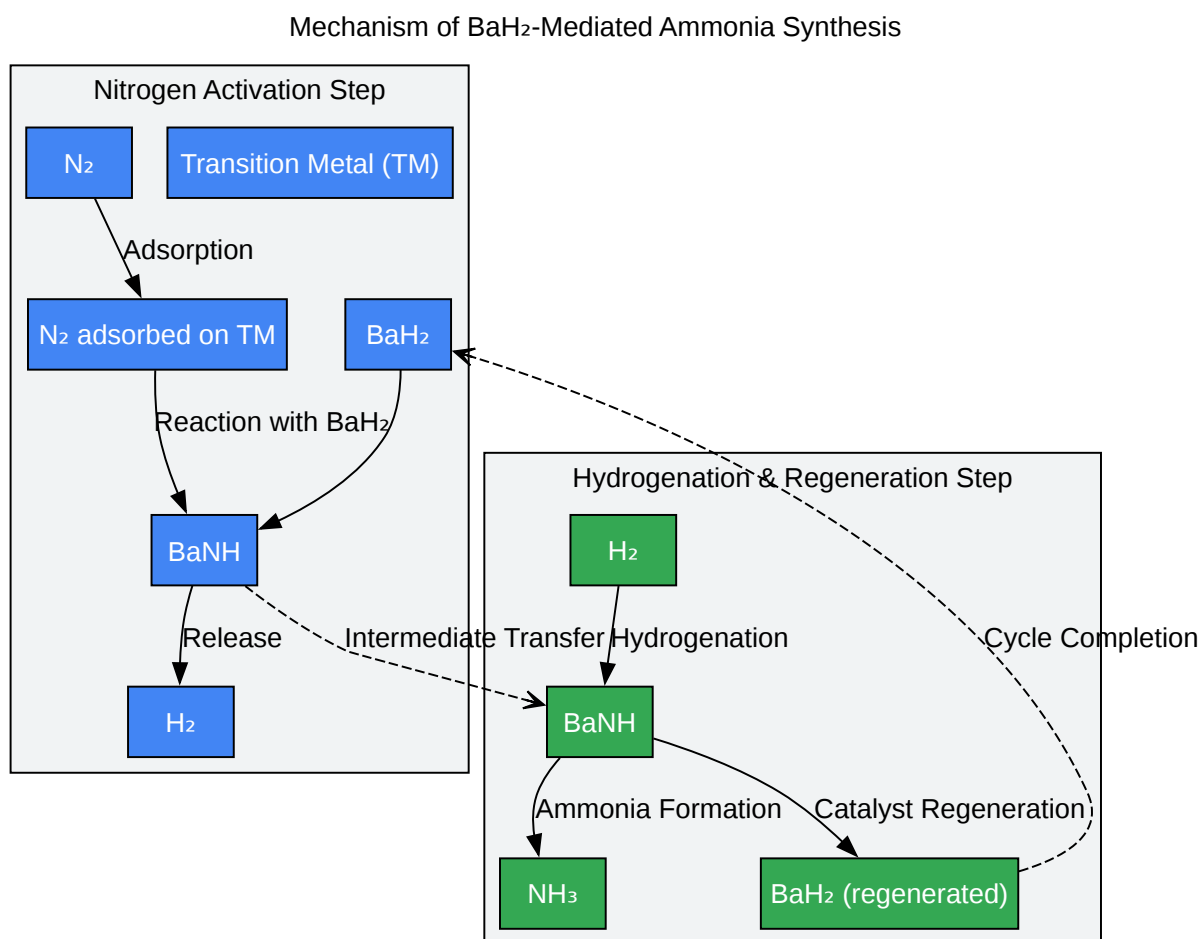 Mechanism of BaH₂-Mediated Ammonia Synthesis
Nitrogen Activation Step
N₂
Transition Metal (TM)
Adsorption
N₂ adsorbed on TM
BaH₂
Reaction with BaH₂
BaNH
Release
H₂
Intermediate Transfer
Hydrogenation & Regeneration Step
H₂
Hydrogenation
BaNH
Ammonia Formation
Catalyst Regeneration
NH₃
BaH₂ (regenerated)
Cycle Completion